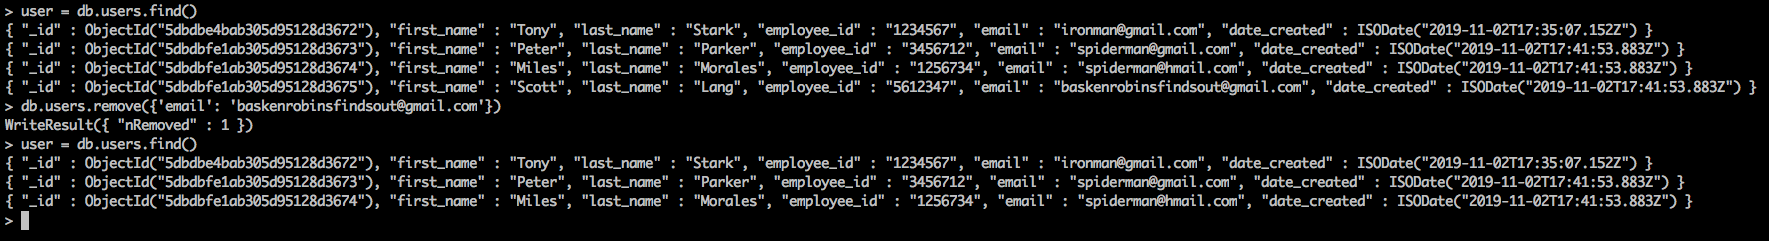 > user = db.users.find()
{ "_id" : ObjectId("5dbdbe4bab305d95128d3672"), "first_name" : "Tony", "last_name" : "Stark", "employee_id" : "1234567", "email" : "ironman@gmail.com", "date_created" : ISODate("2019-11-02T17:35:07.152Z") }
{ "_id" : ObjectId("5dbdbfe1ab305d95128d3673"), "first_name" : "Peter", "last_name" : "Parker", "employee_id" : "3456712", "email" : "spiderman@gmail.com", "date_created" : ISODate("2019-11-02T17:41:53.883Z") }
{ "_id" : ObjectId("5dbdbfe1ab305d95128d3674"), "first_name" : "Miles", "last_name" : "Morales", "employee_id" : "1256734", "email" : "spiderman@hmail.com", "date_created" : ISODate("2019-11-02T17:41:53.883Z") }
{ "_id" : ObjectId("5dbdbfe1ab305d95128d3675"), "first_name" : "Scott", "last_name" : "Lang", "employee_id" : "5612347", "email" : "baskenrobinsfindsout@gmail.com", "date_created" : ISODate("2019-11-02T17:41:53.883Z") }
> db.users.remove({'email': 'baskenrobinsfindsout@gmail.com'})
WriteResult({ "nRemoved" : 1 })
> user = db.users.find()
{ "_id" : ObjectId("5dbdbe4bab305d95128d3672"), "first_name" : "Tony", "last_name" : "Stark", "employee_id" : "1234567", "email" : "ironman@gmail.com", "date_created" : ISODate("2019-11-02T17:35:07.152Z") }
{ "_id" : ObjectId("5dbdbfe1ab305d95128d3673"), "first_name" : "Peter", "last_name" : "Parker", "employee_id" : "3456712", "email" : "spiderman@gmail.com", "date_created" : ISODate("2019-11-02T17:41:53.883Z") }
{ "_id" : ObjectId("5dbdbfe1ab305d95128d3674"), "first_name" : "Miles", "last_name" : "Morales", "employee_id" : "1256734", "email" : "spiderman@hmail.com", "date_created" : ISODate("2019-11-02T17:41:53.883Z") }
>